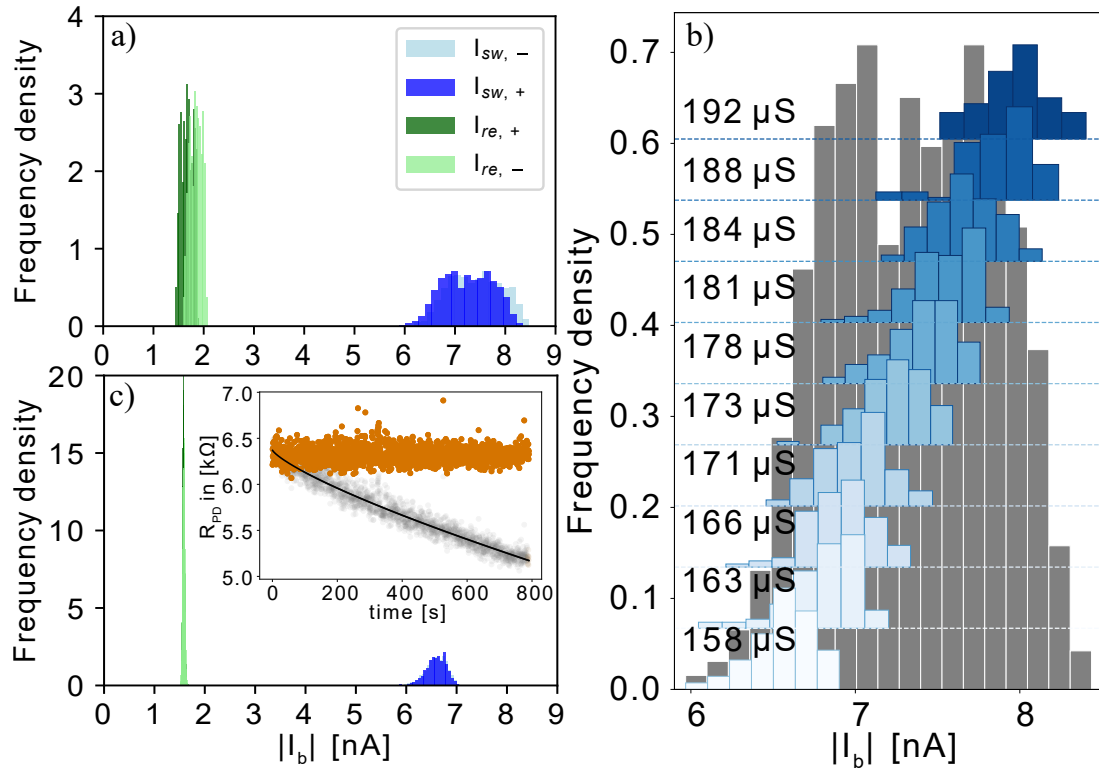 a)
Frequency density
4
3
2
1
0
0 1 2 3 4 5 6 7 8 9
I_sw, −
I_sw, +
I_re, +
I_re, −
c)
Frequency density
20
15
10
5
0
0 1 2 3 4 5 6 7 8 9
|I_b| [nA]
R_PD in [kΩ]
7.0
6.5
6.0
5.5
5.0
0 200 400 600 800
time [s]
b)
Frequency density
0.7
0.6
0.5
0.4
0.3
0.2
0.1
0.0
192 µS
188 µS
184 µS
181 µS
178 µS
173 µS
171 µS
166 µS
163 µS
158 µS
6 7 8
|I_b| [nA]